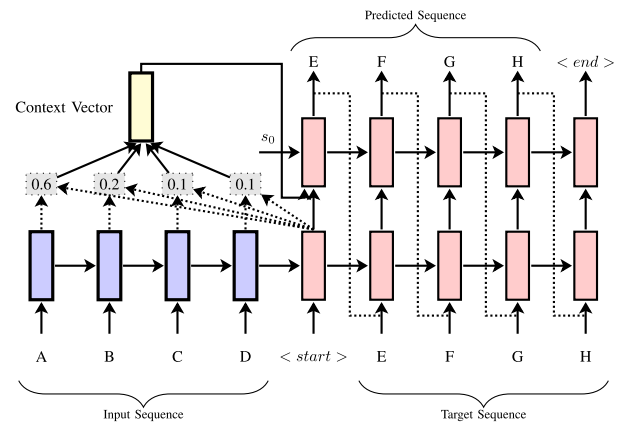 Predicted Sequence
E F G H < end >
Context Vector
s0
0.6 0.2 0.1 0.1
A B C D < start > E F G H
Input Sequence Target Sequence